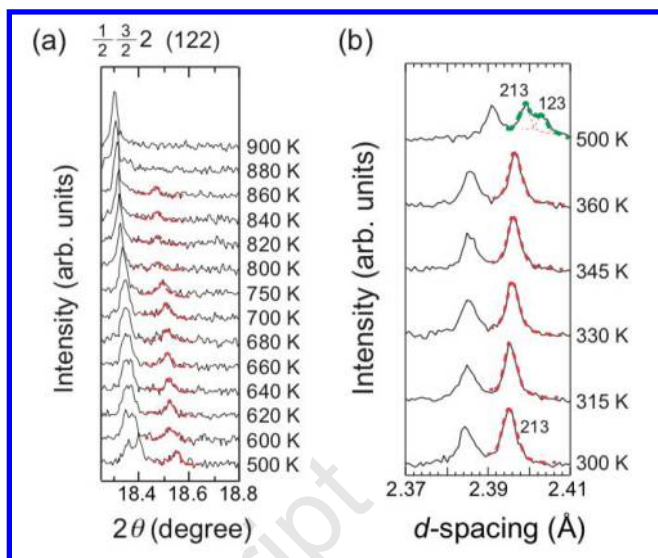 (a) 1/2 3/2 2 (122)
Intensity (arb. units)
900 K
880 K
860 K
840 K
820 K
800 K
750 K
700 K
680 K
660 K
640 K
620 K
600 K
500 K
18.4 18.6 18.8
2θ (degree)
(b)
Intensity (arb. units)
213
123
500 K
360 K
345 K
330 K
315 K
213
300 K
2.37 2.39 2.41
d-spacing (Å)
cript